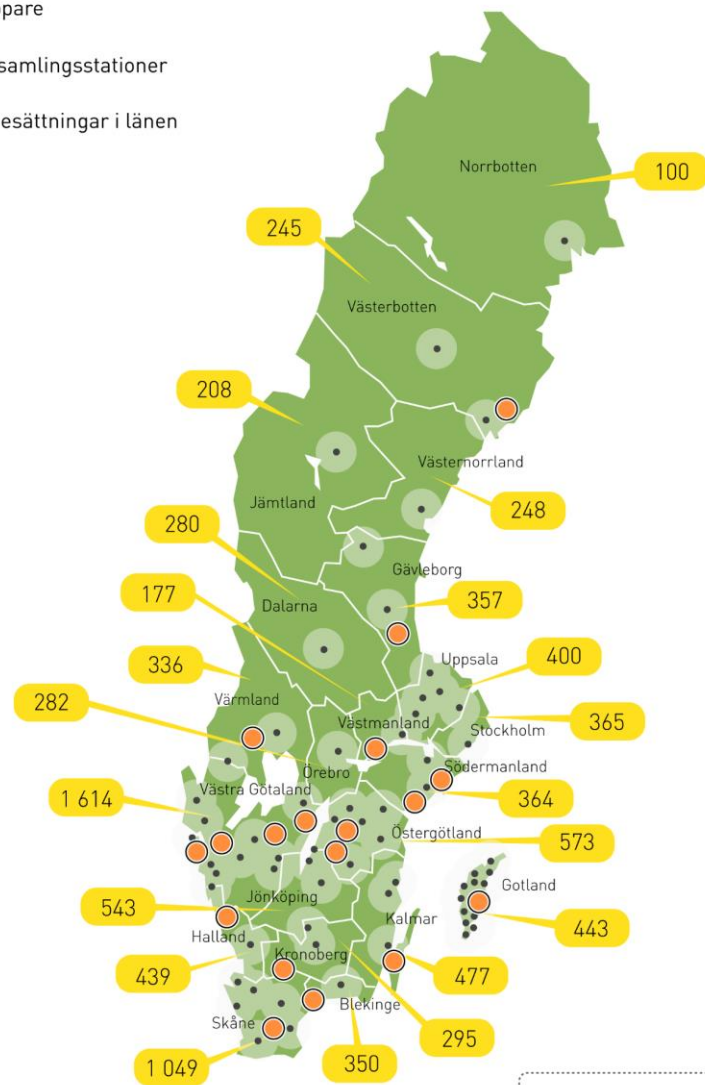 pare
samlingsstationer
esättningar i länen
Norrbotten
100
245
Västerbotten
208
Västernorrland
Jämtland
248
280
Gävleborg
177
Dalarna
357
336
Uppsala
400
Värmland
282
Västmanland
Stockholm
365
Örebro
Södermanland
Västra Götaland
1 614
364
Östergötland
573
Jönköping
Gotland
543
Kalmar
443
Halland
Kronoberg
439
477
Blekinge
295
Skåne
1 049
350